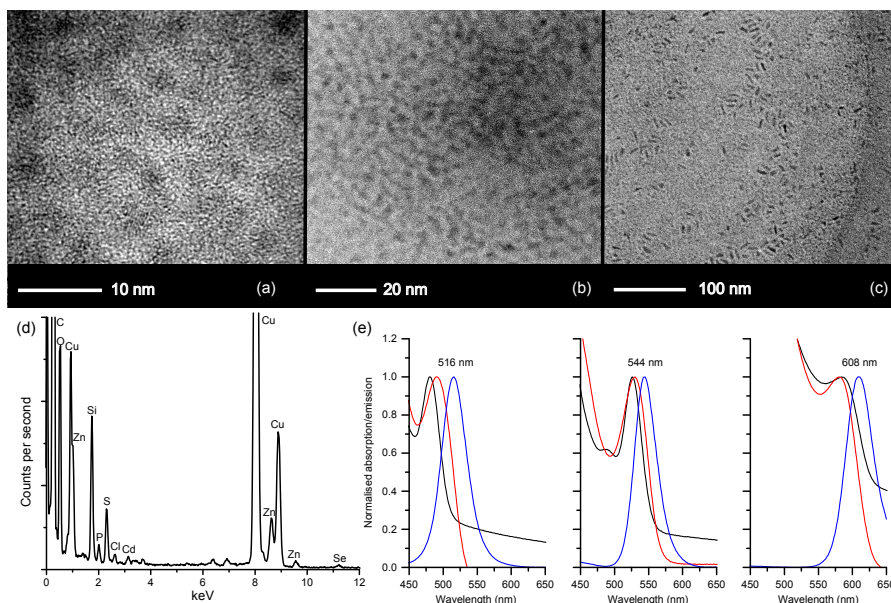 10 nm (a)
20 nm (b)
100 nm (c)
(d)
C
O
Cu
Zn
Si
P
S
Cl
Cd
Cu
Cu
Zn
Zn
Se
Counts per second
0 2 4 6 8 10 12
keV
(e)
516 nm
544 nm
608 nm
1.2
1.0
0.8
0.6
0.4
0.2
0.0
Normalised absorption/emission
450 500 550 600 650
450 500 550 600 650
450 500 550 600 65
Wavelength (nm)
Wavelength (nm)
Wavelength (nm)